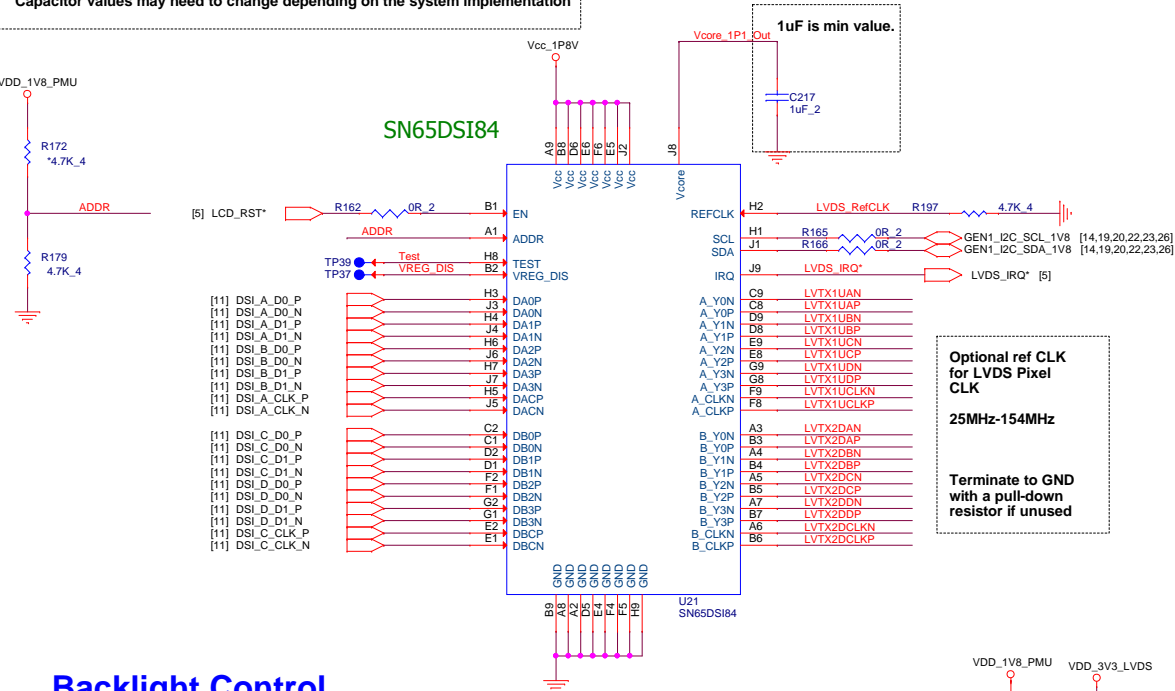 Capacitor values may need to change depending on the system implementation
1uF is min value.
Vcore_1P1_Out
Vcc_1P8V
VDD_1V8_PMU
C217
1uF_2
SN65DSI84
R172
*4.7K_4
A9 B8 D6 E6 F6 E5 J2 J8
Vcc Vcc Vcc Vcc Vcc Vcc Vcc Vcore
ADDR
[5] LCD_RST* R162 0R_2 B1 EN
REFCLK H2 LVDS_RefCLK R197 4.7K_4
ADDR A1 ADDR
SCL H1 R165 0R_2 GEN1_I2C_SCL_1V8 [14,19,20,22,23,26]
SDA J1 R166 0R_2 GEN1_I2C_SDA_1V8 [14,19,20,22,23,26]
R179
4.7K_4
TP39 Test H8 TEST
TP37 VREG_DIS B2 VREG_DIS
IRQ J9 LVDS_IRQ* LVDS_IRQ* [5]
[11] DSI_A_D0_P H3 DA0P
[11] DSI_A_D0_N J3 DA0N
[11] DSI_A_D1_P H4 DA1P
[11] DSI_A_D1_N J4 DA1N
[11] DSI_B_D0_P H6 DA2P
[11] DSI_B_D0_N J6 DA2N
[11] DSI_B_D1_P H7 DA3P
[11] DSI_B_D1_N J7 DA3N
[11] DSI_A_CLK_P H5 DACP
[11] DSI_A_CLK_N J5 DACN
A_Y0N C9 LVTX1UAN
A_Y0P C8 LVTX1UAP
A_Y1N D9 LVTX1UBN
A_Y1P D8 LVTX1UBP
A_Y2N E9 LVTX1UCN
A_Y2P E8 LVTX1UCP
A_Y3N G9 LVTX1UDN
A_Y3P G8 LVTX1UDP
A_CLKN F9 LVTX1UCLKN
A_CLKP F8 LVTX1UCLKP
[11] DSI_C_D0_P C2 DB0P
[11] DSI_C_D0_N C1 DB0N
[11] DSI_C_D1_P D2 DB1P
[11] DSI_C_D1_N D1 DB1N
[11] DSI_D_D0_P F2 DB2P
[11] DSI_D_D0_N F1 DB2N
[11] DSI_D_D1_P G2 DB3P
[11] DSI_D_D1_N G1 DB3N
[11] DSI_C_CLK_P E2 DBCP
[11] DSI_C_CLK_N E1 DBCN
B_Y0N A3 LVTX2DAN
B_Y0P B3 LVTX2DAP
B_Y1N A4 LVTX2DBN
B_Y1P B4 LVTX2DBP
B_Y2N A5 LVTX2DCN
B_Y2P B5 LVTX2DCP
B_Y3N A7 LVTX2DDN
B_Y3P B7 LVTX2DDP
B_CLKN A6 LVTX2DCLKN
B_CLKP B6 LVTX2DCLKP
Optional ref CLK
for LVDS Pixel
CLK
25MHz-154MHz
Terminate to GND
with a pull-down
resistor if unused
GND GND GND GND GND GND GND GND
B9 A8 A2 D5 E4 F4 F5 H9
U21
SN65DSI84
Backlight Control
VDD_1V8_PMU
VDD_3V3_LVDS